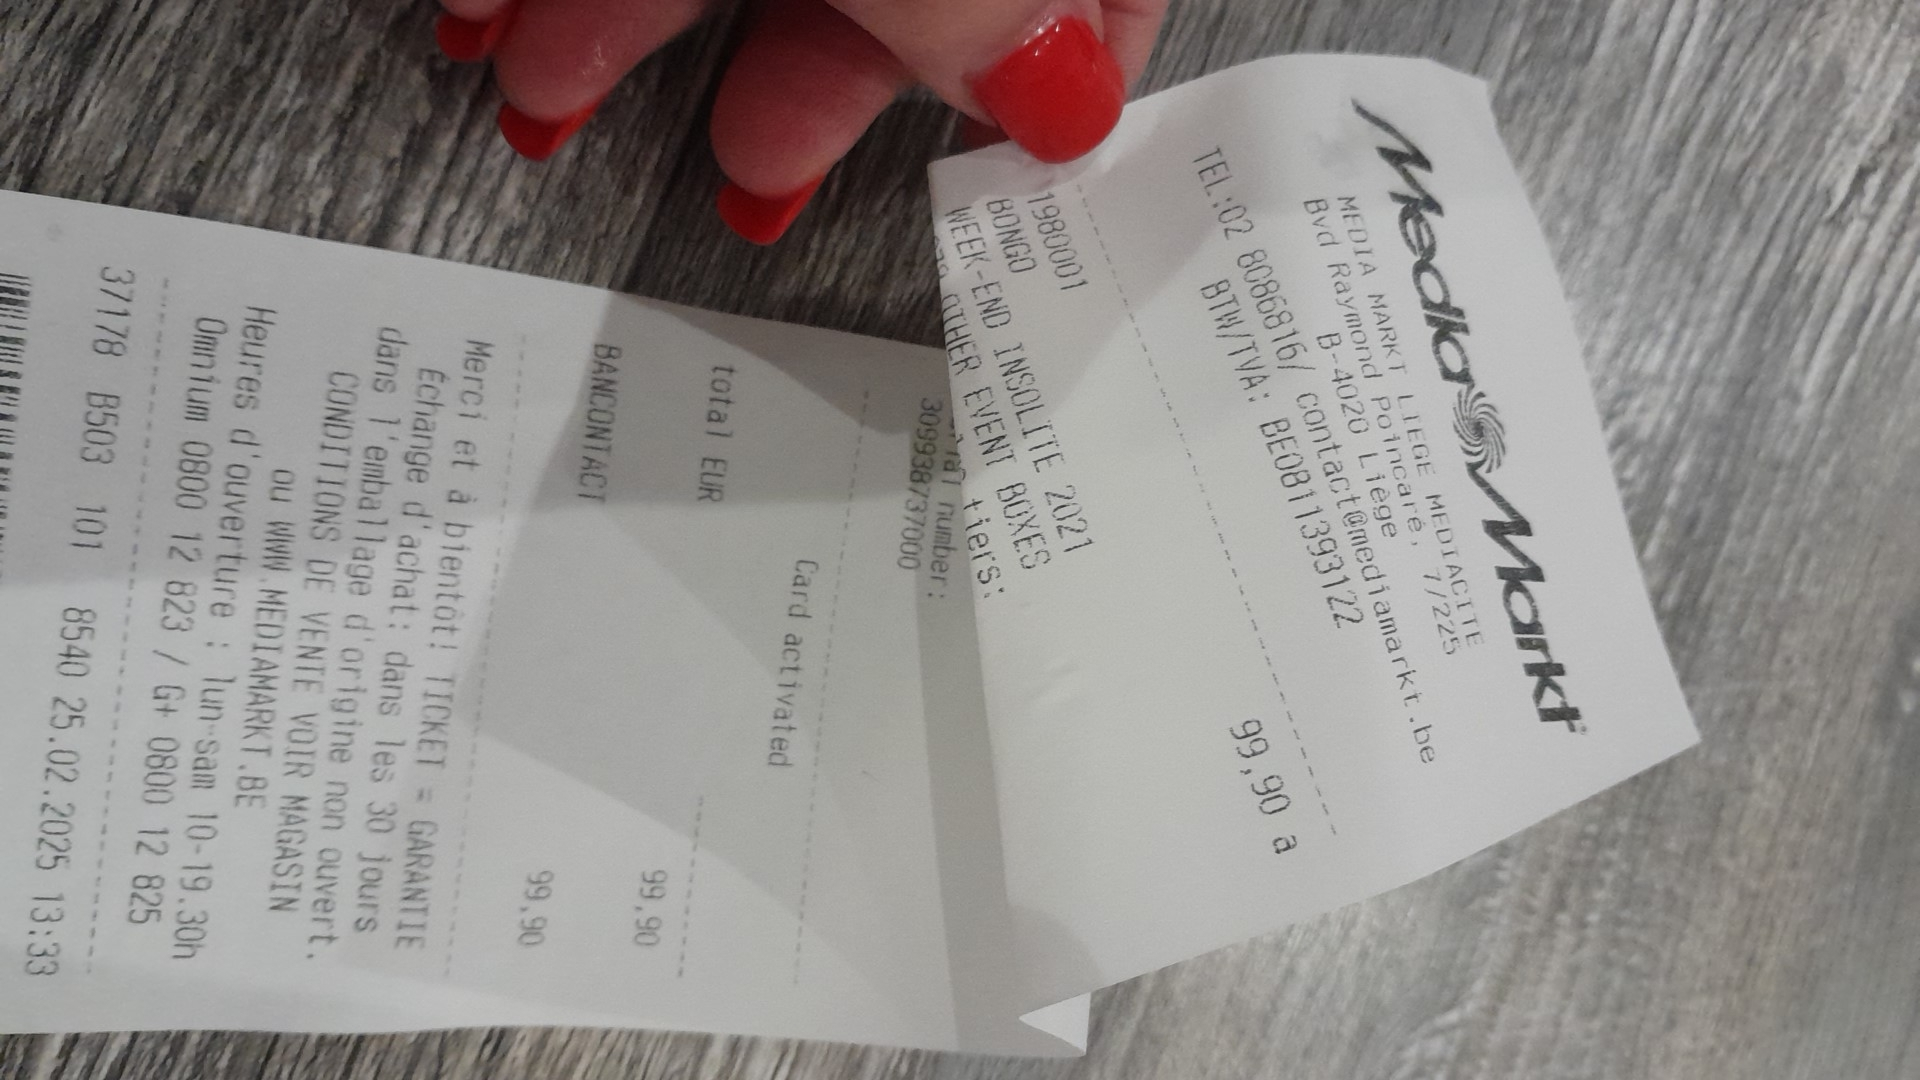 Media Markt
MEDIA MARKT LIEGE MEDIACITE
Bvd Raymond Poincaré, 7/225
B-4020 Liège
TEL:02 8086816/ contact@mediamarkt.be
BTW/TVA: BE0811393122
1980001 99,90 a
BONGO
WEEK-END INSOLITE 2021
OTHER EVENT BOXES
tiers:
number:
309938737000
Card activated
total EUR 99,90
BANCONTACT 99,90
Merci et à bientôt! TICKET = GARANTIE
Échange d'achat: dans les 30 jours
dans l'emballage d'origine non ouvert.
CONDITIONS DE VENTE VOIR MAGASIN
ou WWW.MEDIAMARKT.BE
Heures d'ouverture : lun-sam 10-19.30h
Omnium 0800 12 823 / G+ 0800 12 825
37178 B503 101 8540 25.02.2025 13:33